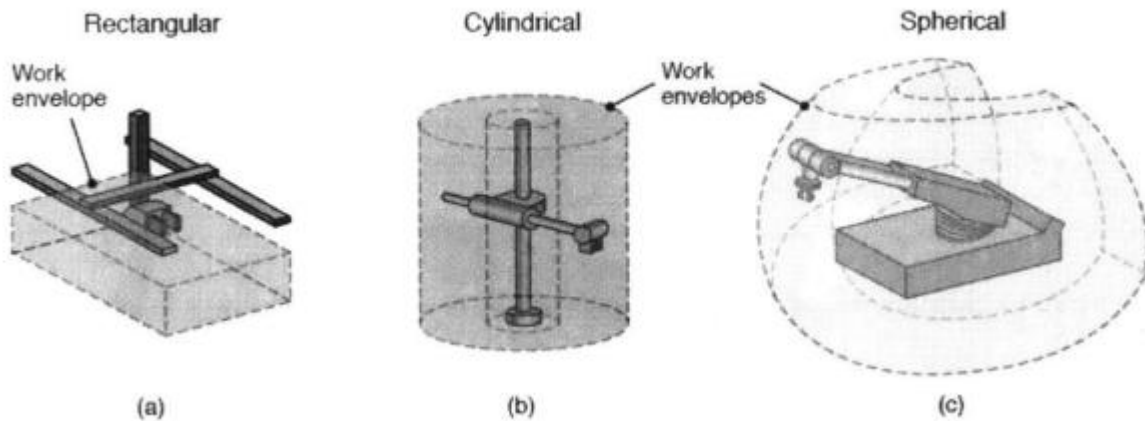 Rectangular
Cylindrical
Spherical
Work
envelope
Work
envelopes
(a)
(b)
(c)